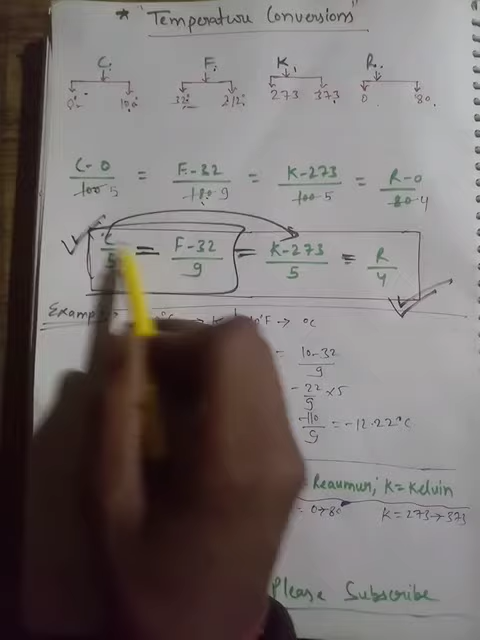 * "Temperature Conversions"
C F K R
0° 100° 32° 212° 273 373 0 80
C-0/100 5 = F-32/180 9 = K-273/100 5 = R-0/80 4
C/5 = F-32/9 = K-273/5 = R/4
°F → °C
= 10-32/9
-22/9 ×5
-110/9 = -12.22°C
Reaumur; K = Kelvin
= 0→80 K = 273→373
Please Subscribe